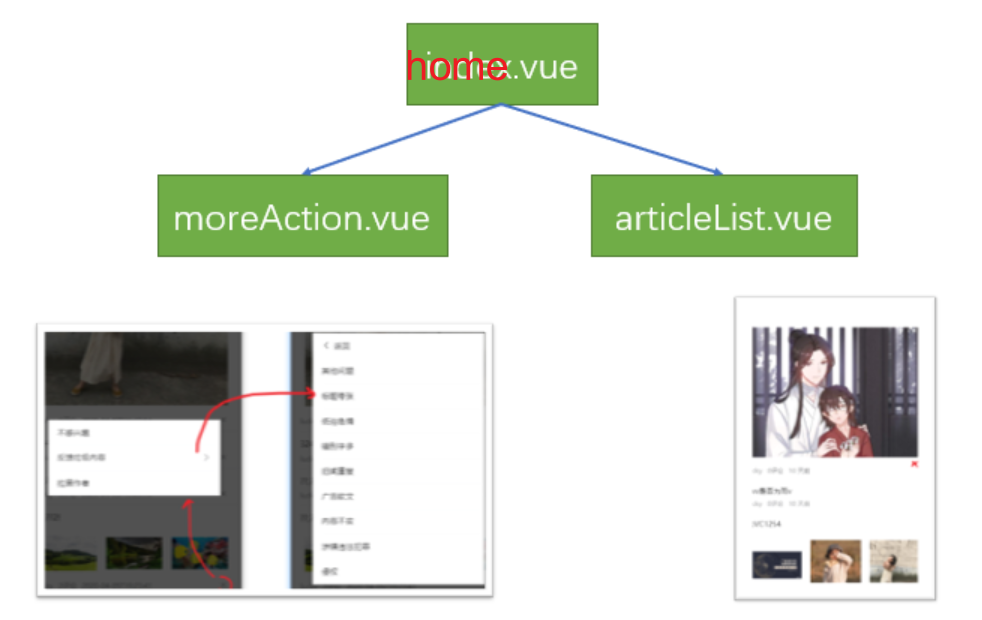 home
index.vue
moreAction.vue
articleList.vue
不感兴趣
反馈垃圾内容
拉黑作者
< 返回
其他问题
标题夸张
低俗色情
错别字多
旧闻重复
广告软文
内容不实
涉嫌违法犯罪
侵权